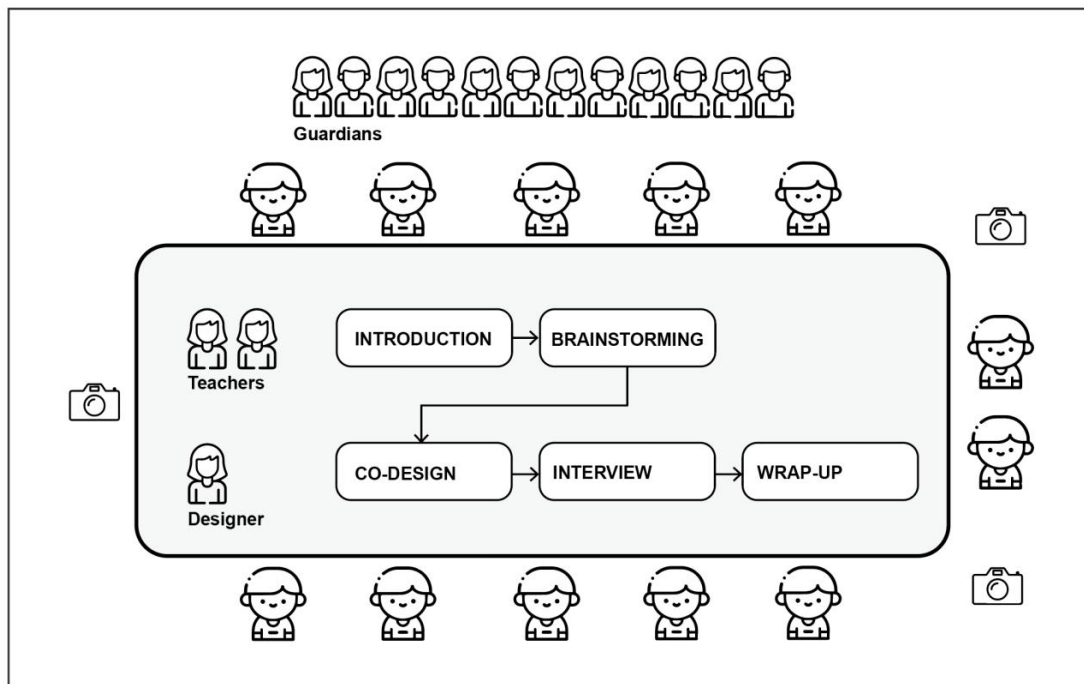 Guardians
INTRODUCTION
BRAINSTORMING
Teachers
CO-DESIGN
INTERVIEW
WRAP-UP
Designer